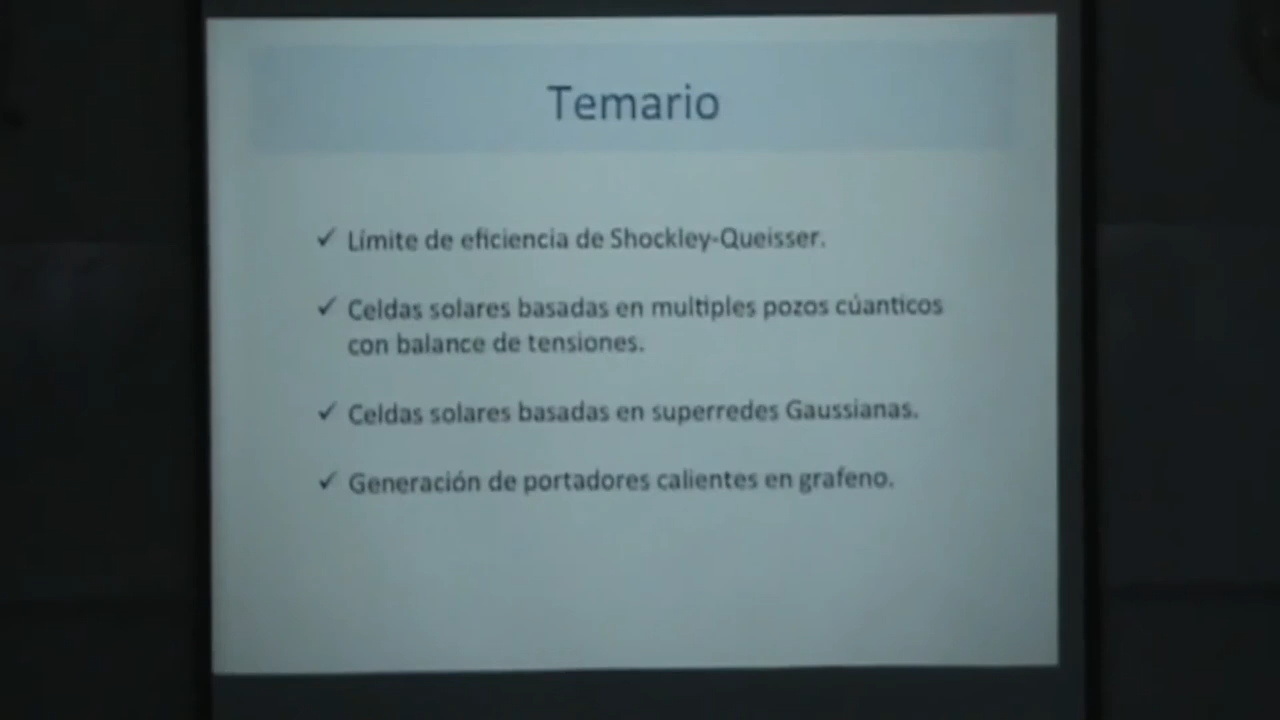 Temario
✓ Límite de eficiencia de Shockley-Queisser.
✓ Celdas solares basadas en multiples pozos cúanticos
con balance de tensiones.
✓ Celdas solares basadas en superredes Gaussianas.
✓ Generación de portadores calientes en grafeno.